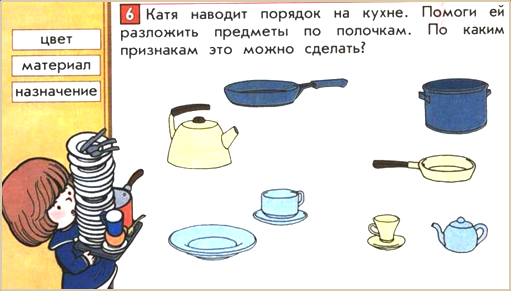 6 Катя наводит порядок на кухне. Помоги ей
разложить предметы по полочкам. По каким
признакам это можно сделать?
цвет
материал
назначение